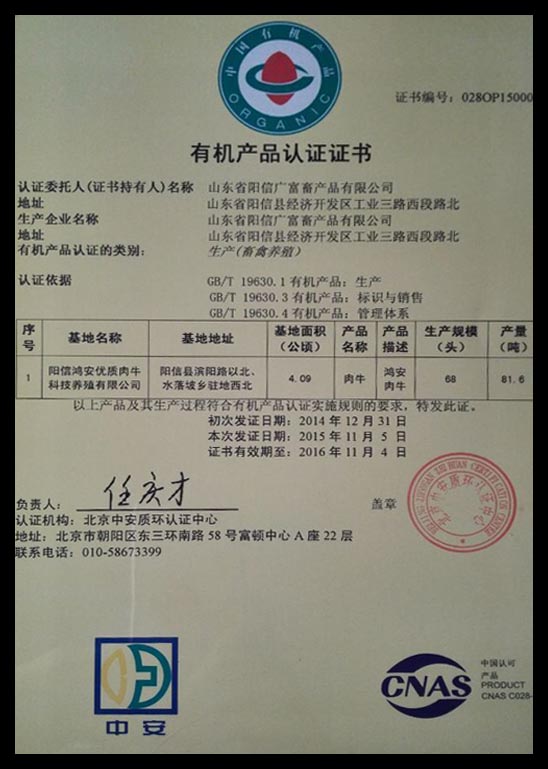 中国有机产品
ORGANIC
证书编号: 028OP15000
有机产品认证证书
认证委托人(证书持有人)名称 山东省阳信广富畜产品有限公司
地址 山东省阳信县经济开发区工业三路西段路北
生产企业名称 山东省阳信广富畜产品有限公司
地址 山东省阳信县经济开发区工业三路西段路北
有机产品认证的类别: 生产(畜禽养殖)
认证依据 GB/T 19630.1 有机产品: 生产
GB/T 19630.3 有机产品: 标识与销售
GB/T 19630.4 有机产品: 管理体系
序号 基地名称 基地地址 基地面积(公顷) 产品名称 产品描述 生产规模(头) 产量(吨)
1 阳信鸿安优质肉牛科技养殖有限公司 阳信县滨阳路以北、水落坡乡驻地西北 4.09 肉牛 鸿安肉牛 68 81.6
以上产品及其生产过程符合有机产品认证实施规则的要求, 特发此证。
初次发证日期: 2014 年 12 月 31 日
本次发证日期: 2015 年 11 月 5 日
证书有效期至: 2016 年 11 月 4 日
负责人: 任庆才 盖章
认证机构: 北京中安质环认证中心
地址: 北京市朝阳区东三环南路 58 号富顿中心 A 座 22 层
联系电话: 010-58673399
北京中安质环认证中心
中安
CNAS
中国认可
产品
PRODUCT
CNAS C028-